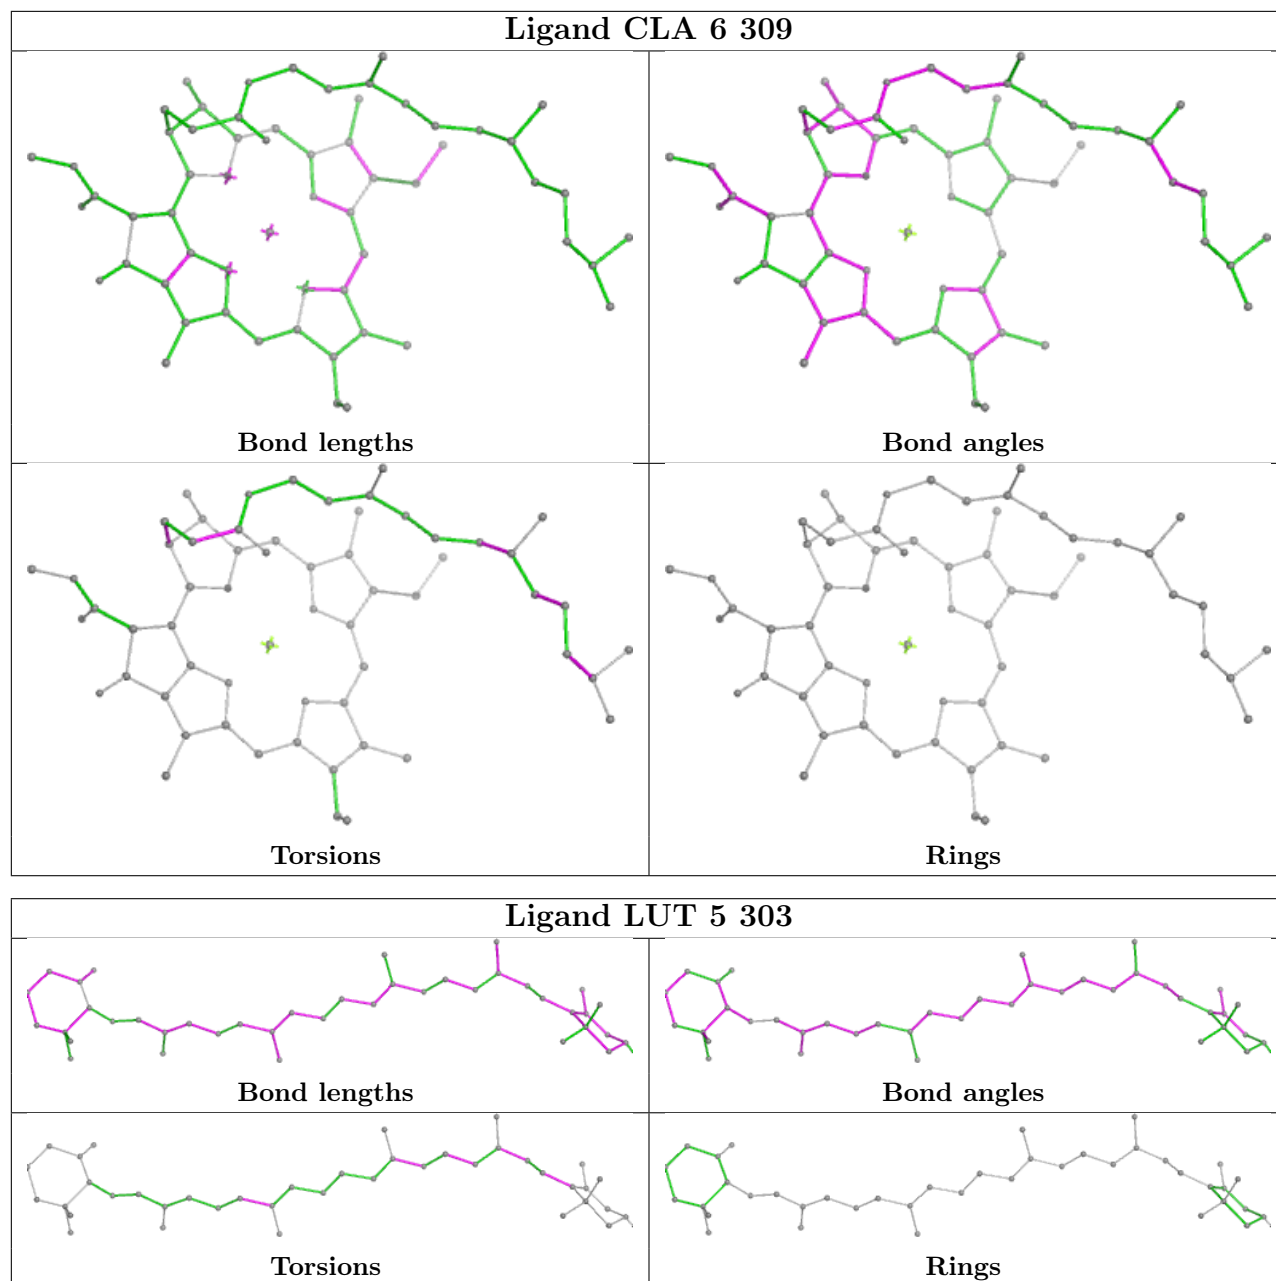 Ligand CLA 6 309
Bond lengths
Bond angles
Torsions
Rings
Ligand LUT 5 303
Bond lengths
Bond angles
Torsions
Rings